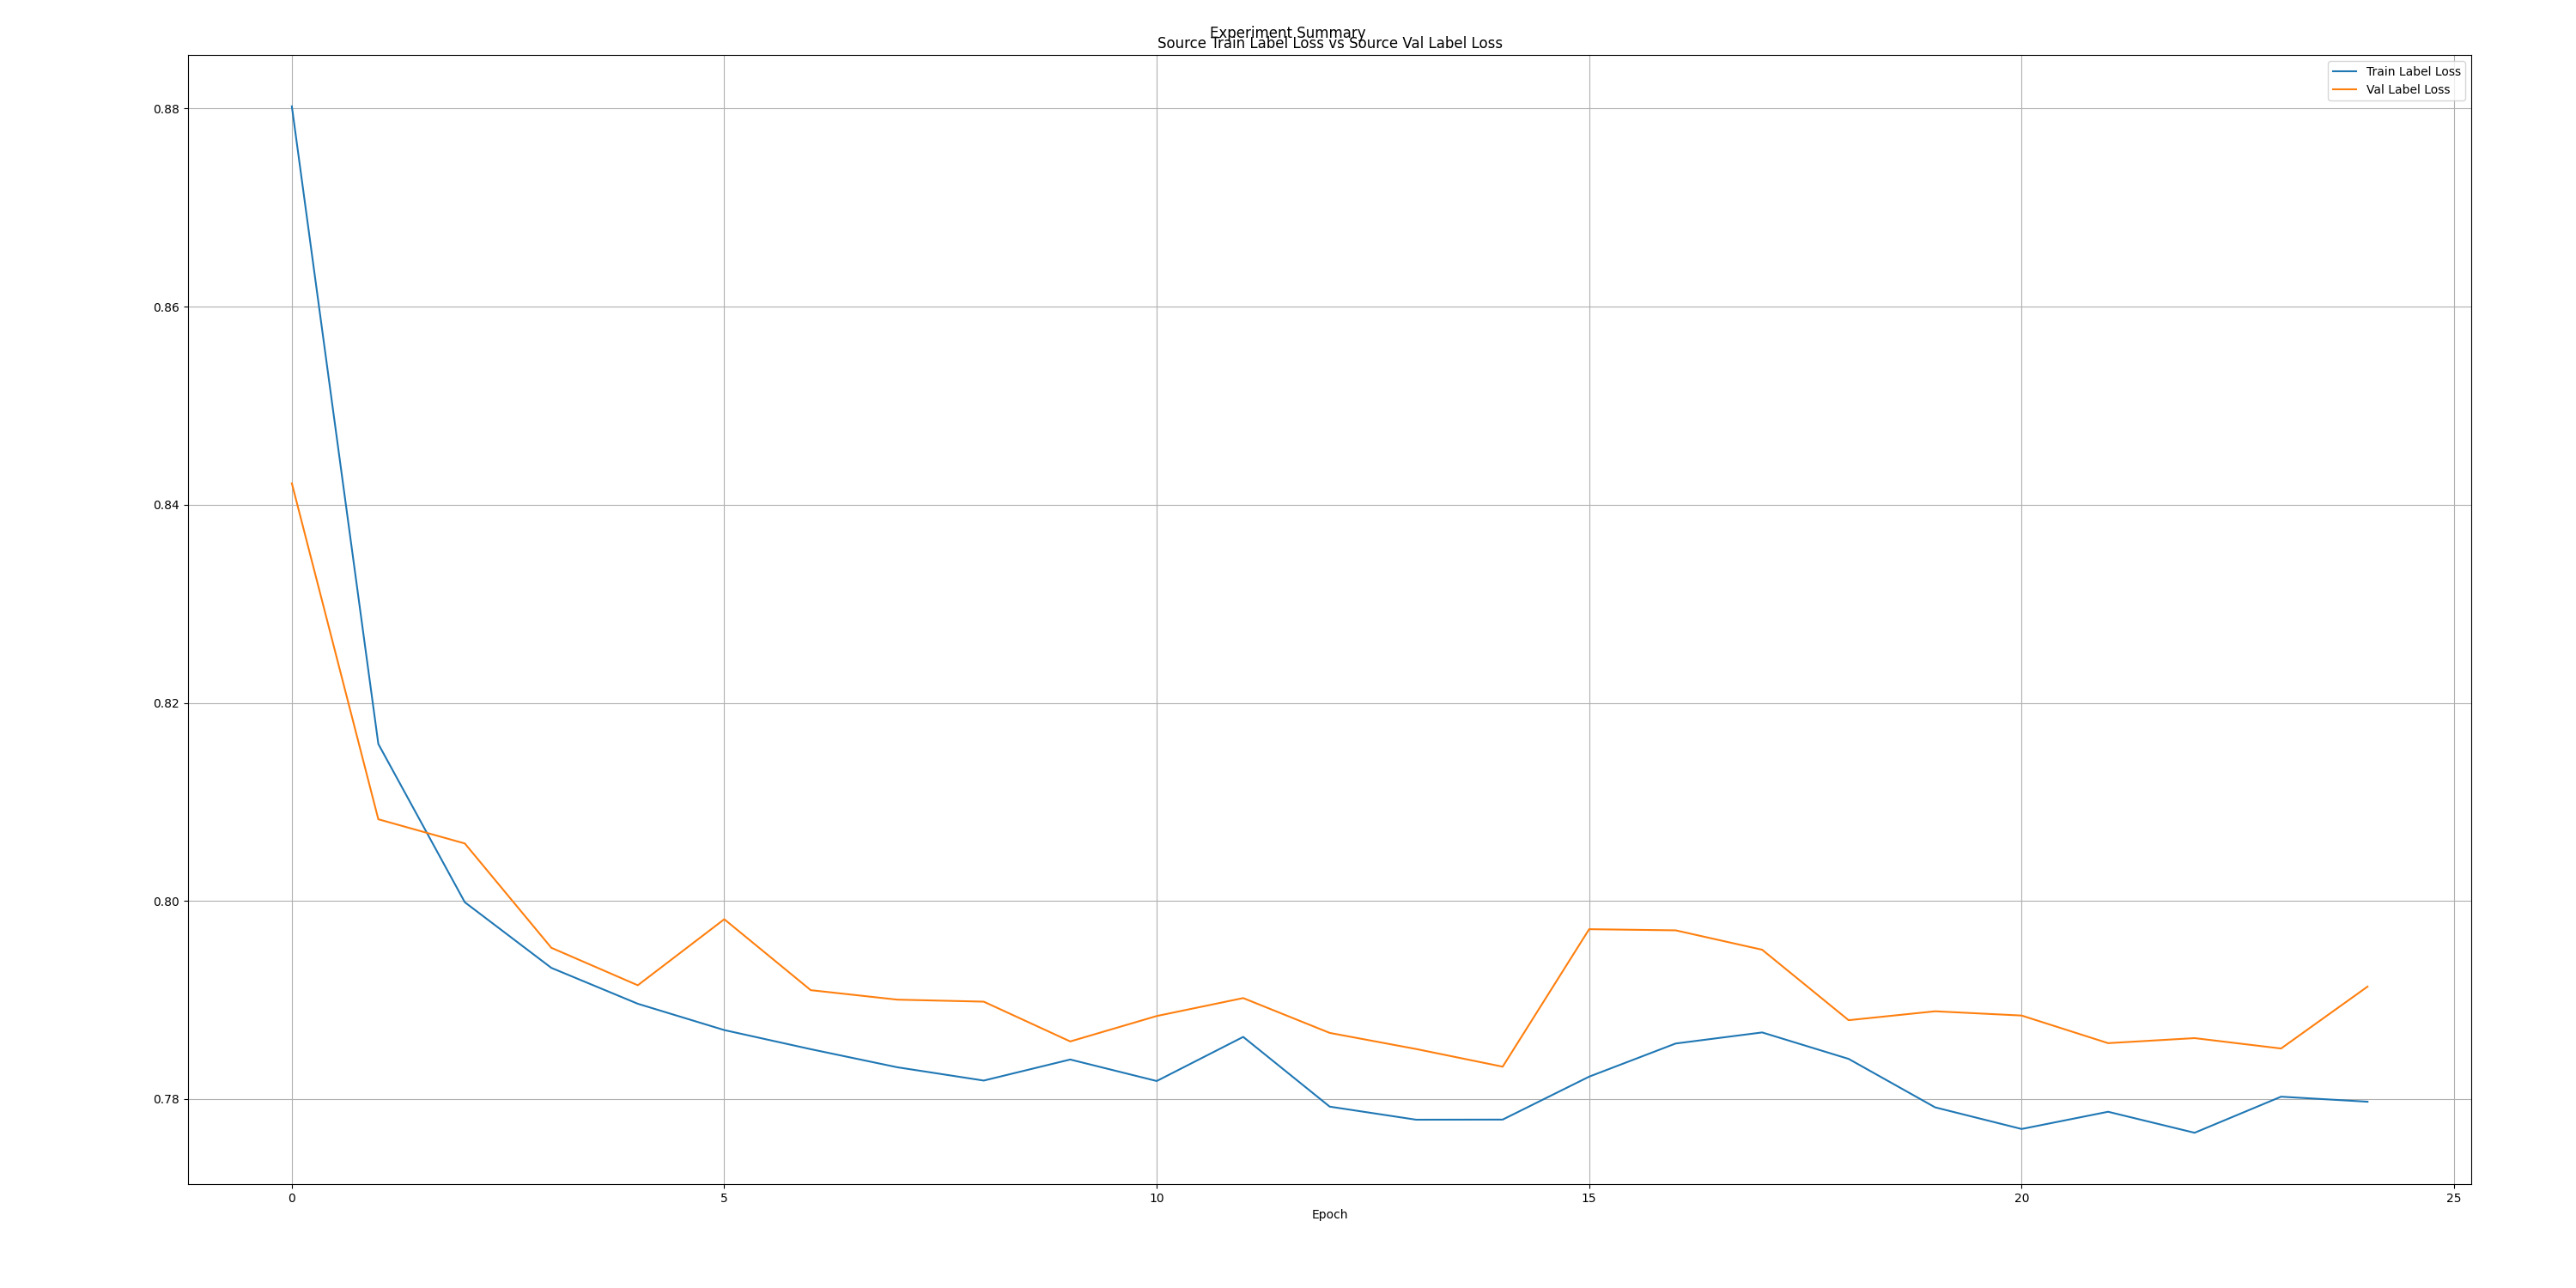 Experiment Summary
Source Train Label Loss vs Source Val Label Loss
Train Label Loss
Val Label Loss
0.88
0.86
0.84
0.82
0.80
0.78
0 5 10 15 20 25
Epoch